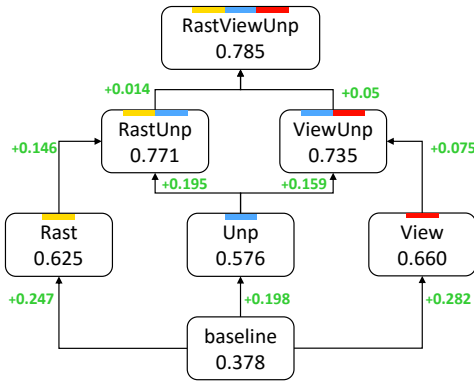 RastViewUnp
0.785
+0.014
+0.05
RastUnp
0.771
ViewUnp
0.735
+0.146
+0.075
+0.195
+0.159
Rast
0.625
Unp
0.576
View
0.660
+0.247
+0.198
+0.282
baseline
0.378